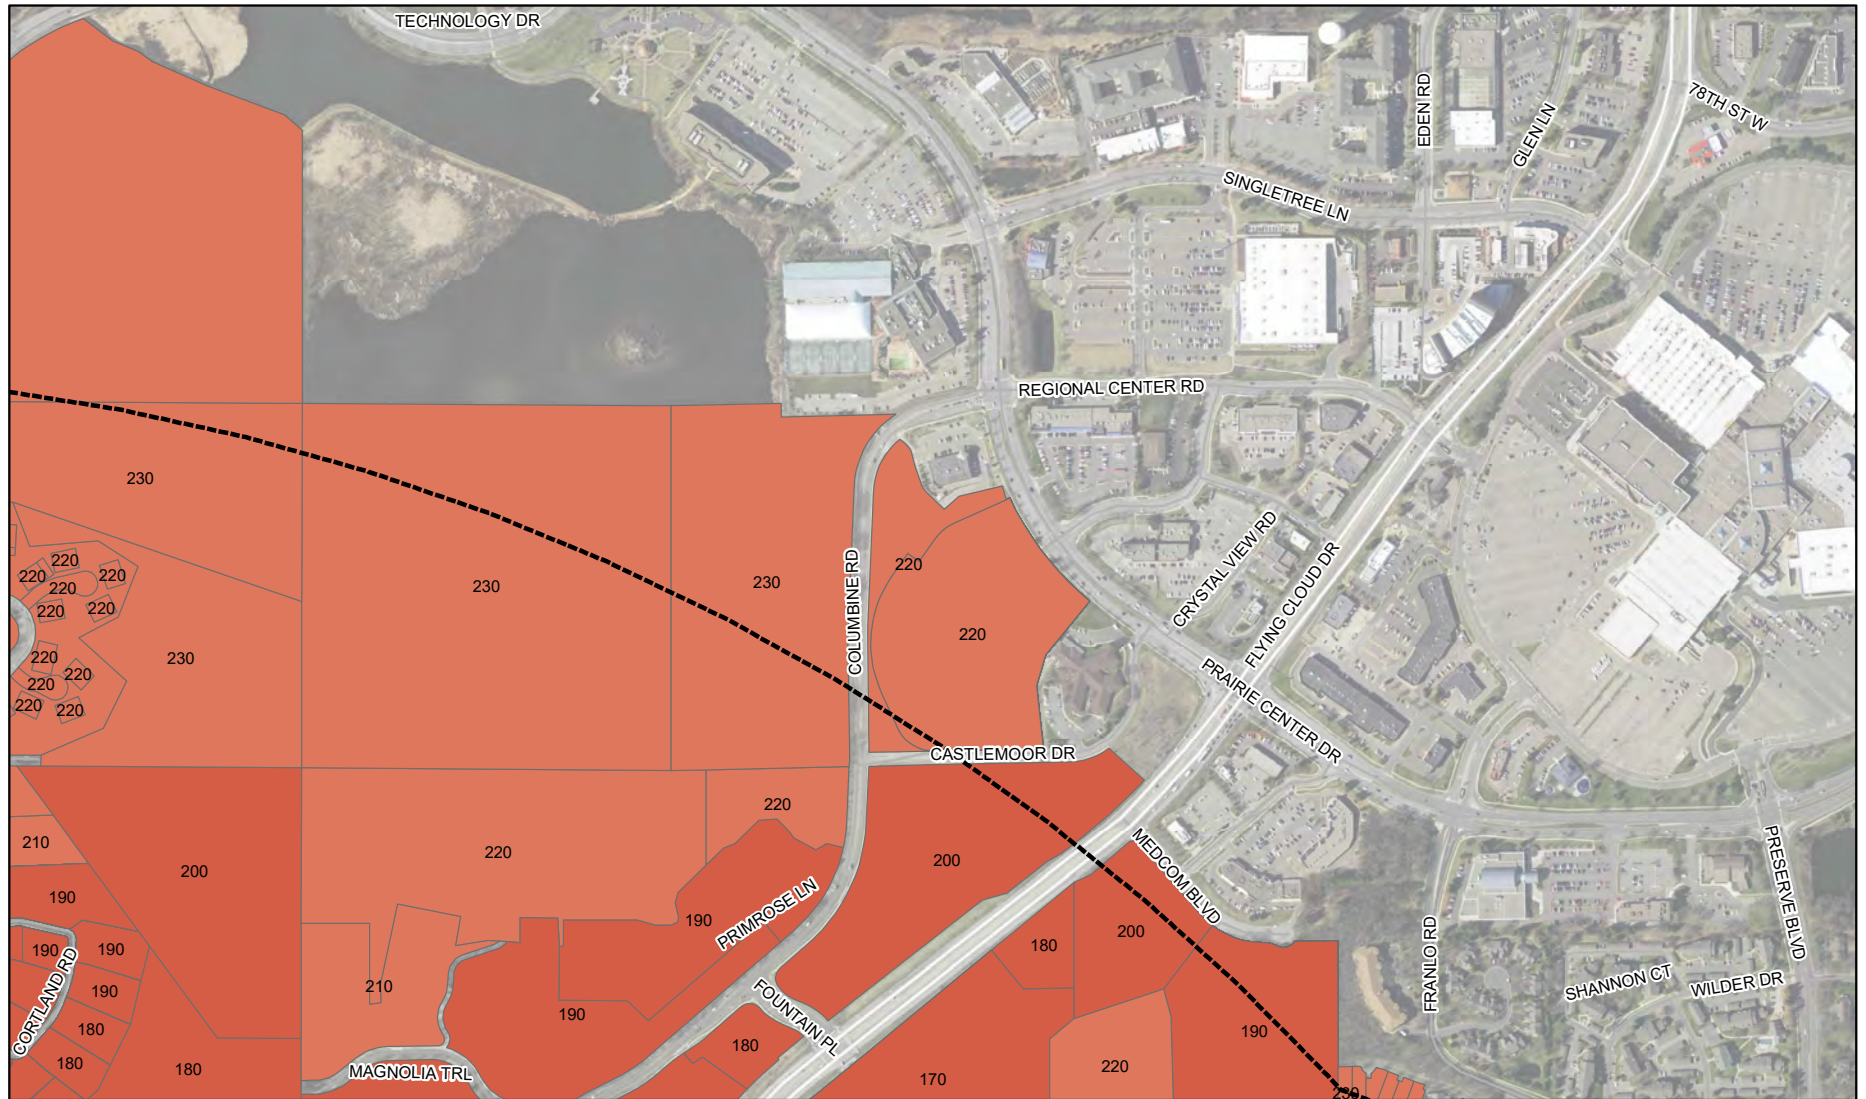 TECHNOLOGY DR
EDEN RD
GLEN LN
78TH ST W
SINGLETREE LN
REGIONAL CENTER RD
230
230
230
COLUMBINE RD
220
220
CRYSTAL VIEW RD
FLYING CLOUD DR
PRAIRIE CENTER DR
220
220
220
220
220
220
230
220
220
220
220
220
CASTLEMOOR DR
220
210
200
220
200
MEDCOM BLVD
PRESERVE BLVD
190
190
PRIMROSE LN
190
190
CORTLAND RD
190
180
180
180
210
190
MAGNOLIA TRL
FOUNTAIN PL
180
180
200
190
170
220
230
FRANLO RD
SHANNON CT
WILDER DR